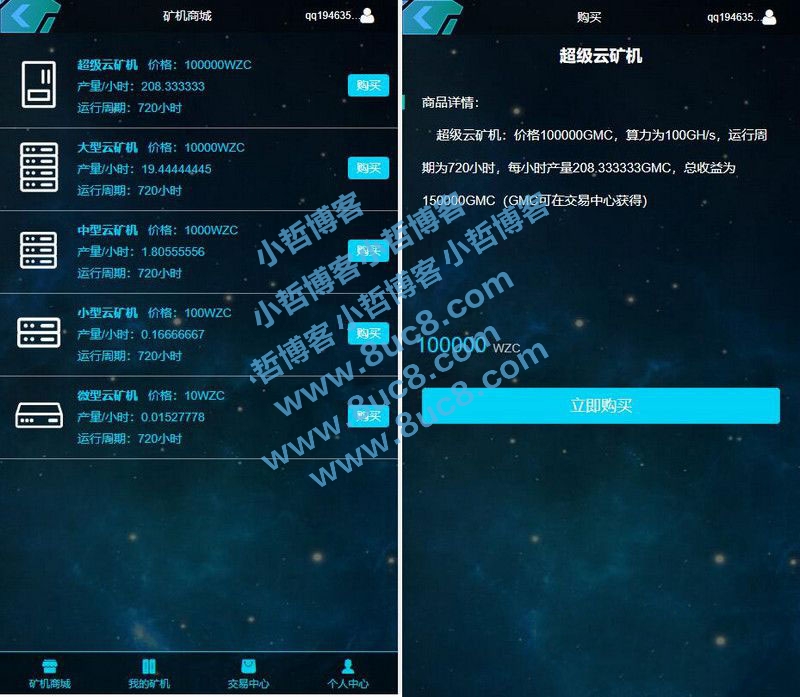 矿机商城
qq194635...
超级云矿机 价格：100000WZC
产量/小时：208.333333
运行周期：720小时
购买
大型云矿机 价格：10000WZC
产量/小时：19.44444445
运行周期：720小时
购买
中型云矿机 价格：1000WZC
产量/小时：1.80555556
运行周期：720小时
购买
小型云矿机 价格：100WZC
产量/小时：0.16666667
运行周期：720小时
购买
微型云矿机 价格：10WZC
产量/小时：0.01527778
运行周期：720小时
购买
矿机商城 我的矿机 交易中心 个人中心
购买
qq194635...
超级云矿机
商品详情：
超级云矿机：价格100000GMC，算力为100GH/s，运行周
期为720小时，每小时产量208.333333GMC，总收益为
150000GMC（GMC可在交易中心获得）
100000 WZC
立即购买
小哲博客
小哲博客 小哲博客
小哲博客 小哲博客 小哲博客
www.8uc8.com
www.8uc8.com
www.8uc8.com